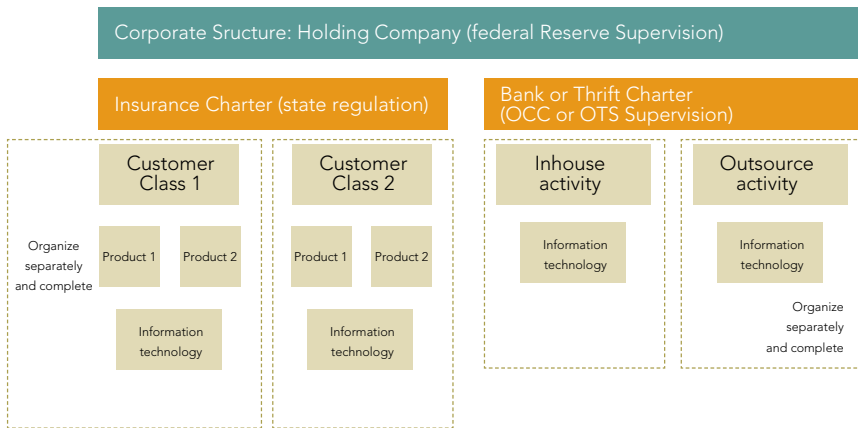 Corporate Sructure: Holding Company (federal Reserve Supervision)
Insurance Charter (state regulation)
Bank or Thrift Charter
(OCC or OTS Supervision)
Customer
Class 1
Customer
Class 2
Inhouse
activity
Outsource
activity
Organize
separately
and complete
Product 1
Product 2
Product 1
Product 2
Information
technology
Information
technology
Information
technology
Information
technology
Organize
separately
and complete